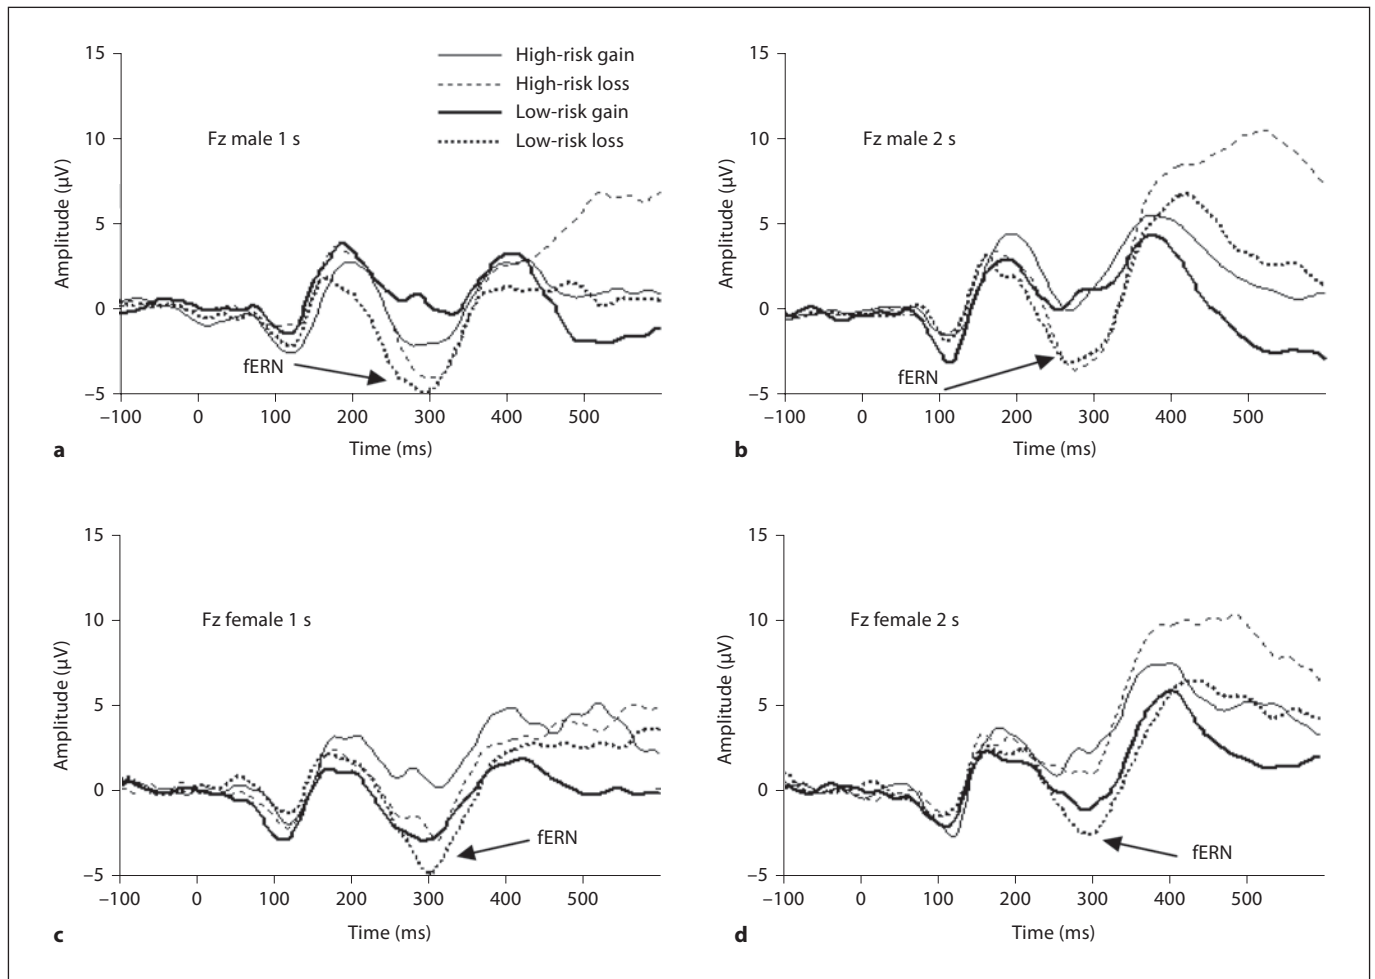 High-risk gain
High-risk loss
Low-risk gain
Low-risk loss
Fz male 1 s
15
10
5
0
−5
Amplitude (µV)
fERN
−100 0 100 200 300 400 500
Time (ms)
a
Fz male 2 s
15
10
5
0
−5
Amplitude (µV)
fERN
−100 0 100 200 300 400 500
Time (ms)
b
Fz female 1 s
15
10
5
0
−5
Amplitude (µV)
fERN
−100 0 100 200 300 400 500
Time (ms)
c
Fz female 2 s
15
10
5
0
−5
Amplitude (µV)
fERN
−100 0 100 200 300 400 500
Time (ms)
d